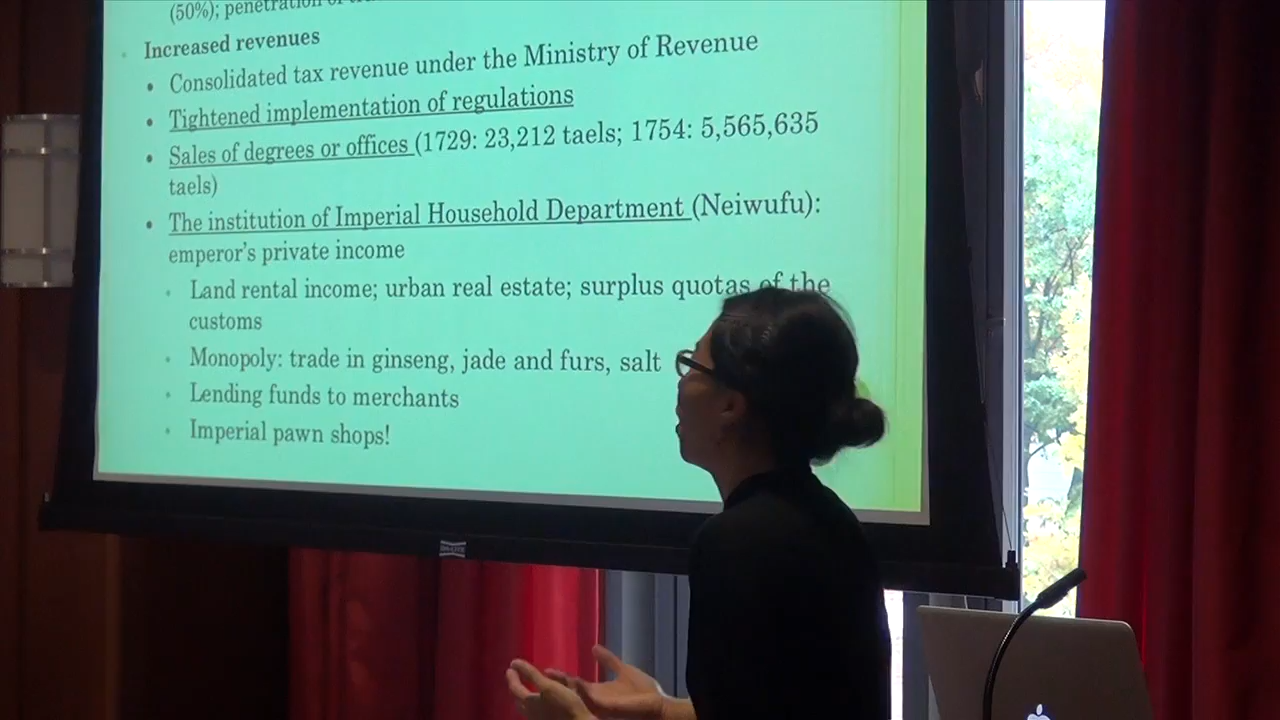 (50%); penetration of
Increased revenues
Consolidated tax revenue under the Ministry of Revenue
Tightened implementation of regulations
Sales of degrees or offices (1729: 23,212 taels; 1754: 5,565,635
taels)
The institution of Imperial Household Department (Neiwufu):
emperor's private income
Land rental income; urban real estate; surplus quotas of the
customs
Monopoly: trade in ginseng, jade and furs, salt
Lending funds to merchants
Imperial pawn shops!